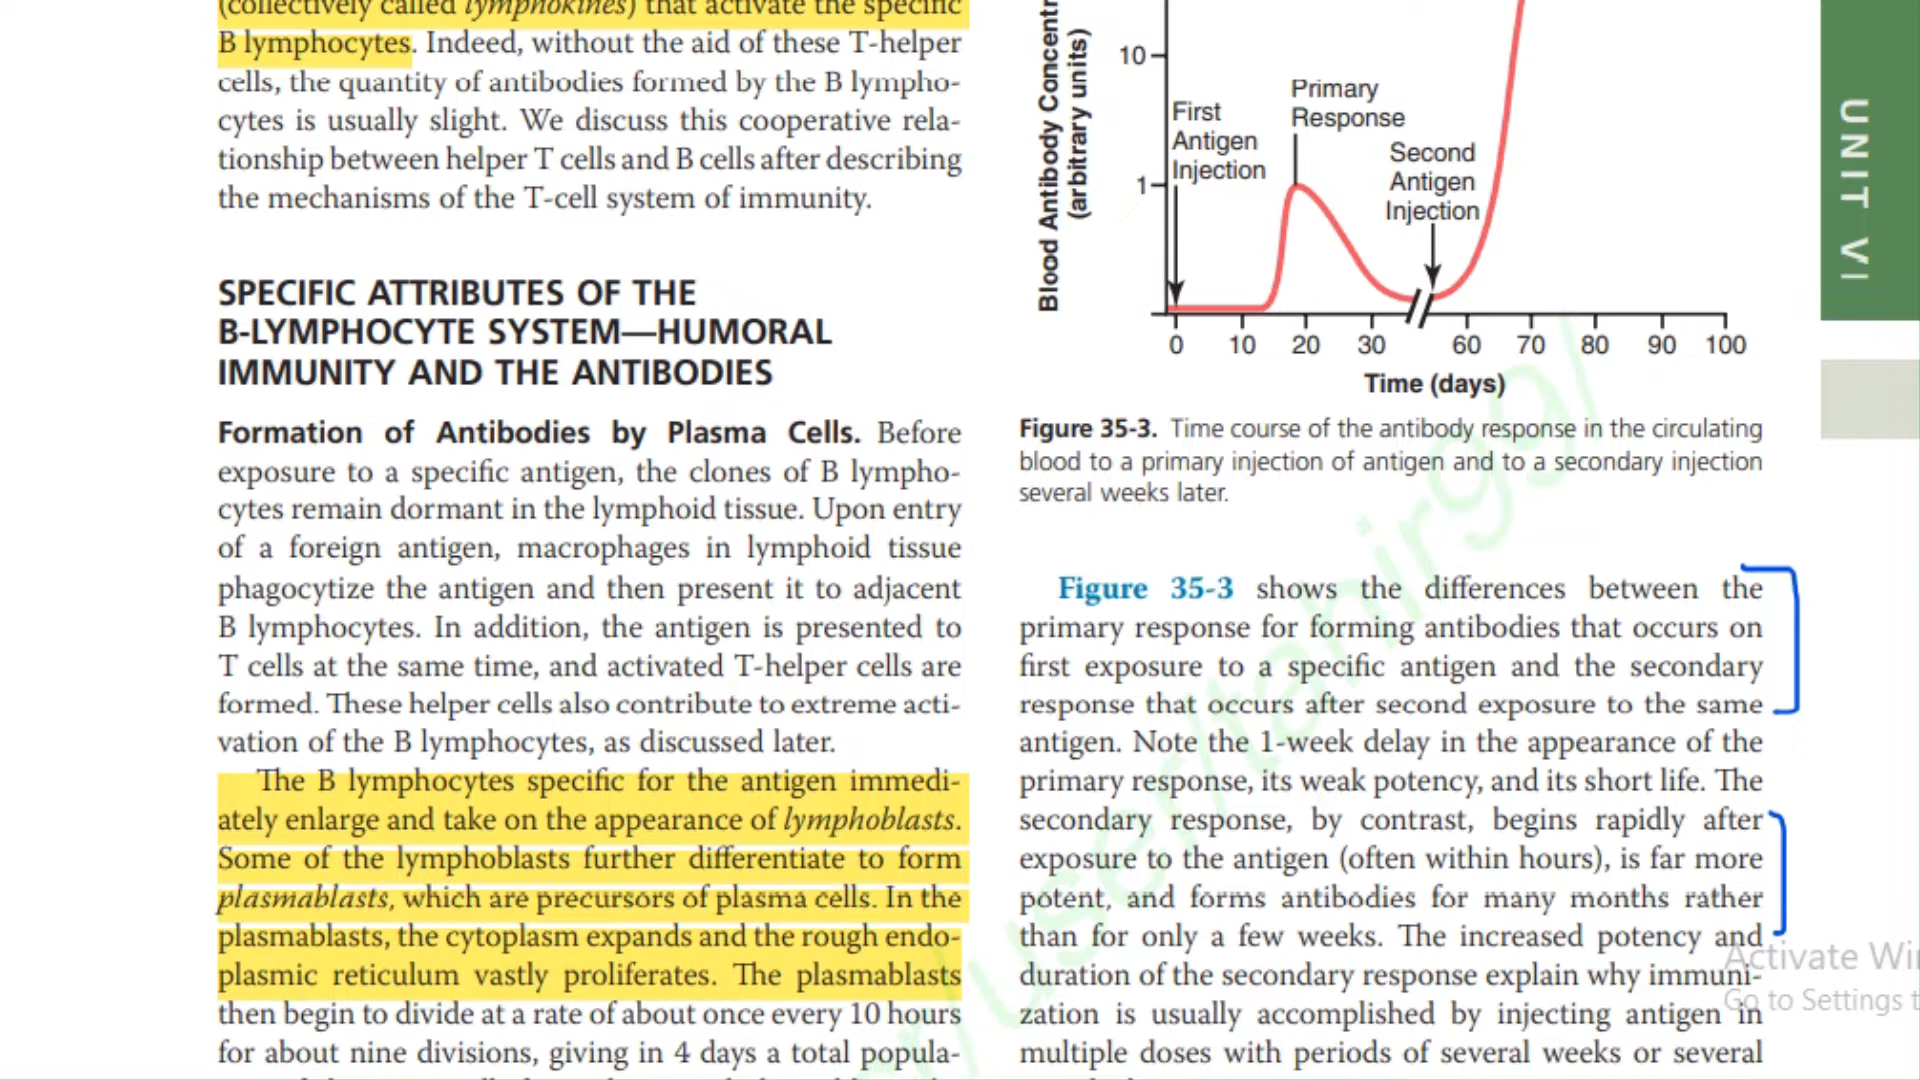 (collectively called lymphokines) that activate the specific
B lymphocytes. Indeed, without the aid of these T-helper
cells, the quantity of antibodies formed by the B lympho-
cytes is usually slight. We discuss this cooperative rela-
tionship between helper T cells and B cells after describing
the mechanisms of the T-cell system of immunity.
SPECIFIC ATTRIBUTES OF THE
B-LYMPHOCYTE SYSTEM—HUMORAL
IMMUNITY AND THE ANTIBODIES
Formation of Antibodies by Plasma Cells. Before
exposure to a specific antigen, the clones of B lympho-
cytes remain dormant in the lymphoid tissue. Upon entry
of a foreign antigen, macrophages in lymphoid tissue
phagocytize the antigen and then present it to adjacent
B lymphocytes. In addition, the antigen is presented to
T cells at the same time, and activated T-helper cells are
formed. These helper cells also contribute to extreme acti-
vation of the B lymphocytes, as discussed later.
The B lymphocytes specific for the antigen immedi-
ately enlarge and take on the appearance of lymphoblasts.
Some of the lymphoblasts further differentiate to form
plasmablasts, which are precursors of plasma cells. In the
plasmablasts, the cytoplasm expands and the rough endo-
plasmic reticulum vastly proliferates. The plasmablasts
then begin to divide at a rate of about once every 10 hours
for about nine divisions, giving in 4 days a total popula-
Blood Antibody Concentr
(arbitrary units)
10
1
First
Antigen
Injection
Primary
Response
Second
Antigen
Injection
0 10 20 30 60 70 80 90 100
Time (days)
Figure 35-3. Time course of the antibody response in the circulating
blood to a primary injection of antigen and to a secondary injection
several weeks later.
Figure 35-3 shows the differences between the
primary response for forming antibodies that occurs on
first exposure to a specific antigen and the secondary
response that occurs after second exposure to the same
antigen. Note the 1-week delay in the appearance of the
primary response, its weak potency, and its short life. The
secondary response, by contrast, begins rapidly after
exposure to the antigen (often within hours), is far more
potent, and forms antibodies for many months rather
than for only a few weeks. The increased potency and
duration of the secondary response explain why immuni-
zation is usually accomplished by injecting antigen in
multiple doses with periods of several weeks or several
UNIT VI
Activate Wi
Go to Settings t
r/user/tahir99/